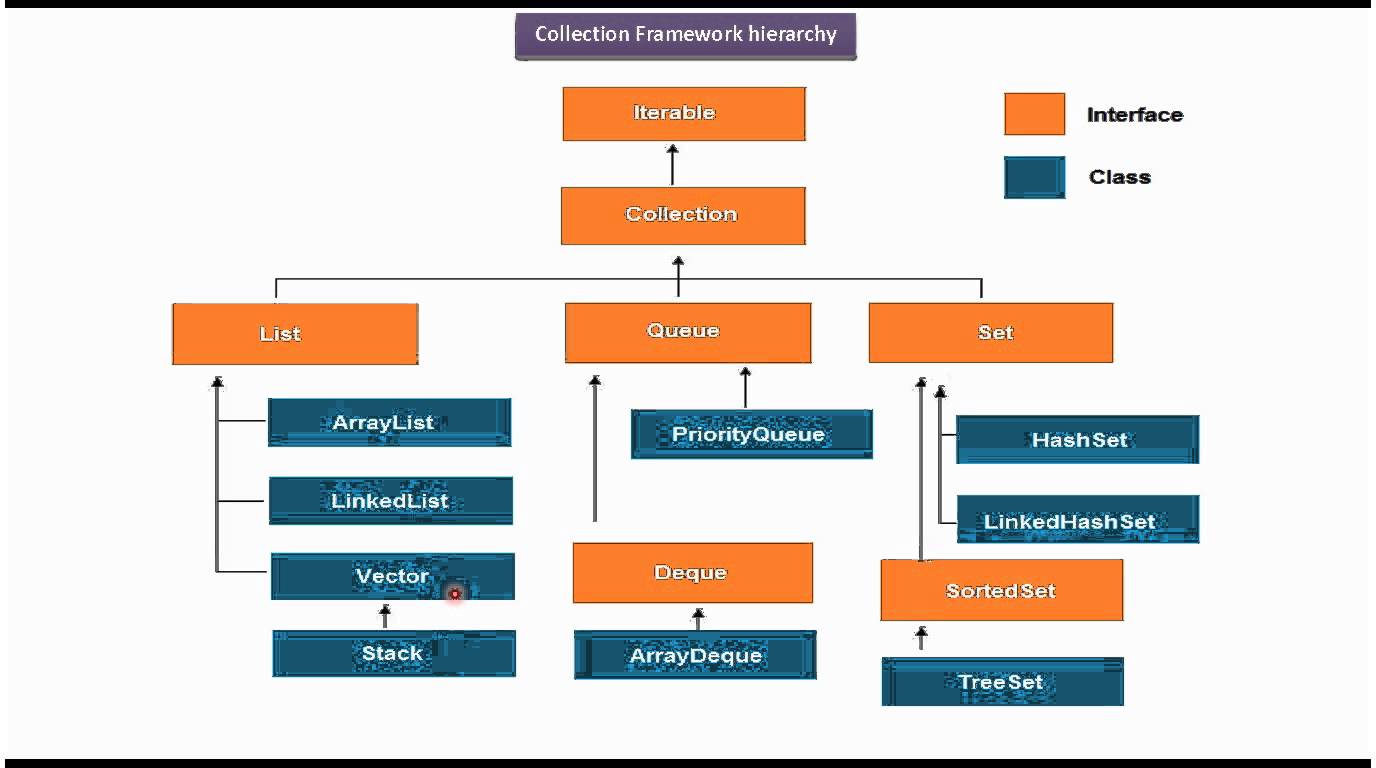 Collection Framework hierarchy
Iterable
Interface
Class
Collection
List
Queue
Set
ArrayList
PriorityQueue
HashSet
LinkedList
LinkedHashSet
Vector
Deque
SortedSet
Stack
ArrayDeque
TreeSet